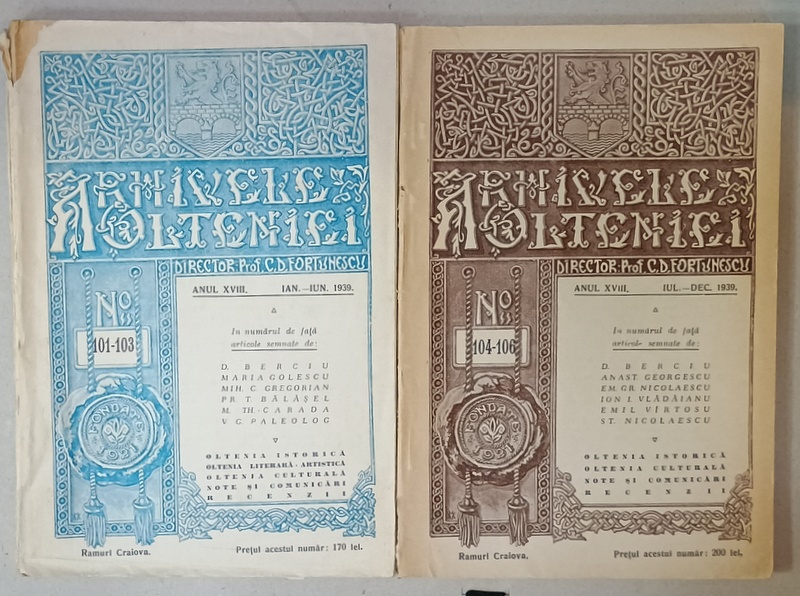 ARHIVELE
OLTENIEI
DIRECTOR: Prof. C. D. FORTUNESCU
ANUL XVIII. IAN.—IUN. 1939.
No
101-103
In numărul de față
articole semnate de:
D. BERCIU
MARIA GOLESCU
MIH. C. GREGORIAN
PR. T. BĂLĂȘEL
M. TH.-CARADA
V. G. PALEOLOG
OLTENIA ISTORICĂ
OLTENIA LITERARĂ-ARTISTICĂ
OLTENIA CULTURALĂ
NOTE ȘI COMUNICĂRI
RECENZII
Ramuri Craiova.
Prețul acestui număr: 170 lei.
ARHIVELE
OLTENIEI
DIRECTOR: Prof. C. D. FORTUNESCU
ANUL XVIII. IUL.—DEC. 1939.
No
104-106
In numărul de față
articole semnate de:
D. BERCIU
ANAST. GEORGESCU
EM. GR. NICOLAESCU
ION I. VLĂDĂIANU
EMIL VÎRTOSU
ST. NICOLAESCU
OLTENIA ISTORICĂ
OLTENIA CULTURALĂ
NOTE ȘI COMUNICĂRI
RECENZII
Ramuri Craiova.
Prețul acestui număr: 200 lei.